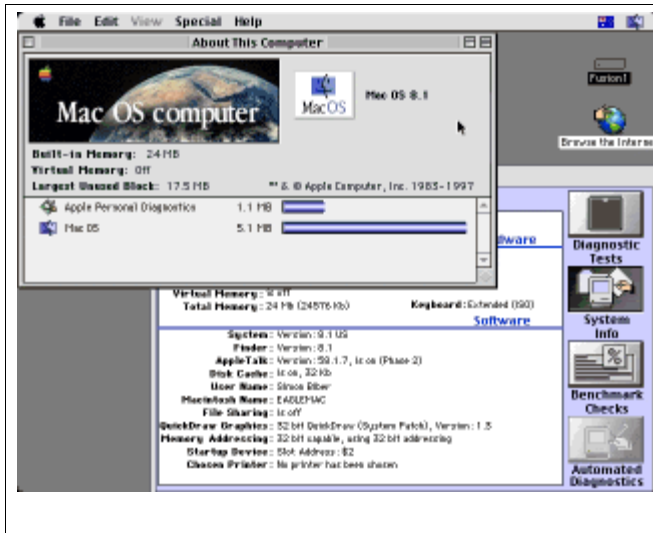 File Edit View Special Help
About This Computer
Mac OS computer
MacOS
Mac OS 8.1
Built-in Memory: 24 MB
Virtual Memory: Off
Largest Unused Block: 17.5 MB
™ & © Apple Computer, Inc. 1983-1997
Apple Personal Diagnostics 1.1 MB
Mac OS 5.1 MB
Fusion1
Browse the Interne
dware
Virtual Memory: is off
Total Memory: 24 Mb (24576 Kb)
Keyboard: Extended (ISO)
Software
System: Version: 8.1 US
Finder: Version: 8.1
AppleTalk: Version: 58.1.7, is on (Phase 2)
Disk Cache: is on, 32 Kb
User Name: Simon Biber
Macintosh Name: EAGLEMAC
File Sharing: is off
QuickDraw Graphics: 32 bit QuickDraw (System Patch), Version: 1.3
Memory Addressing: 32 bit capable, using 32 bit addressing
Startup Device: Slot Address: $2
Chosen Printer: No printer has been chosen
Diagnostic
Tests
System
Info
Benchmark
Checks
Automated
Diagnostics